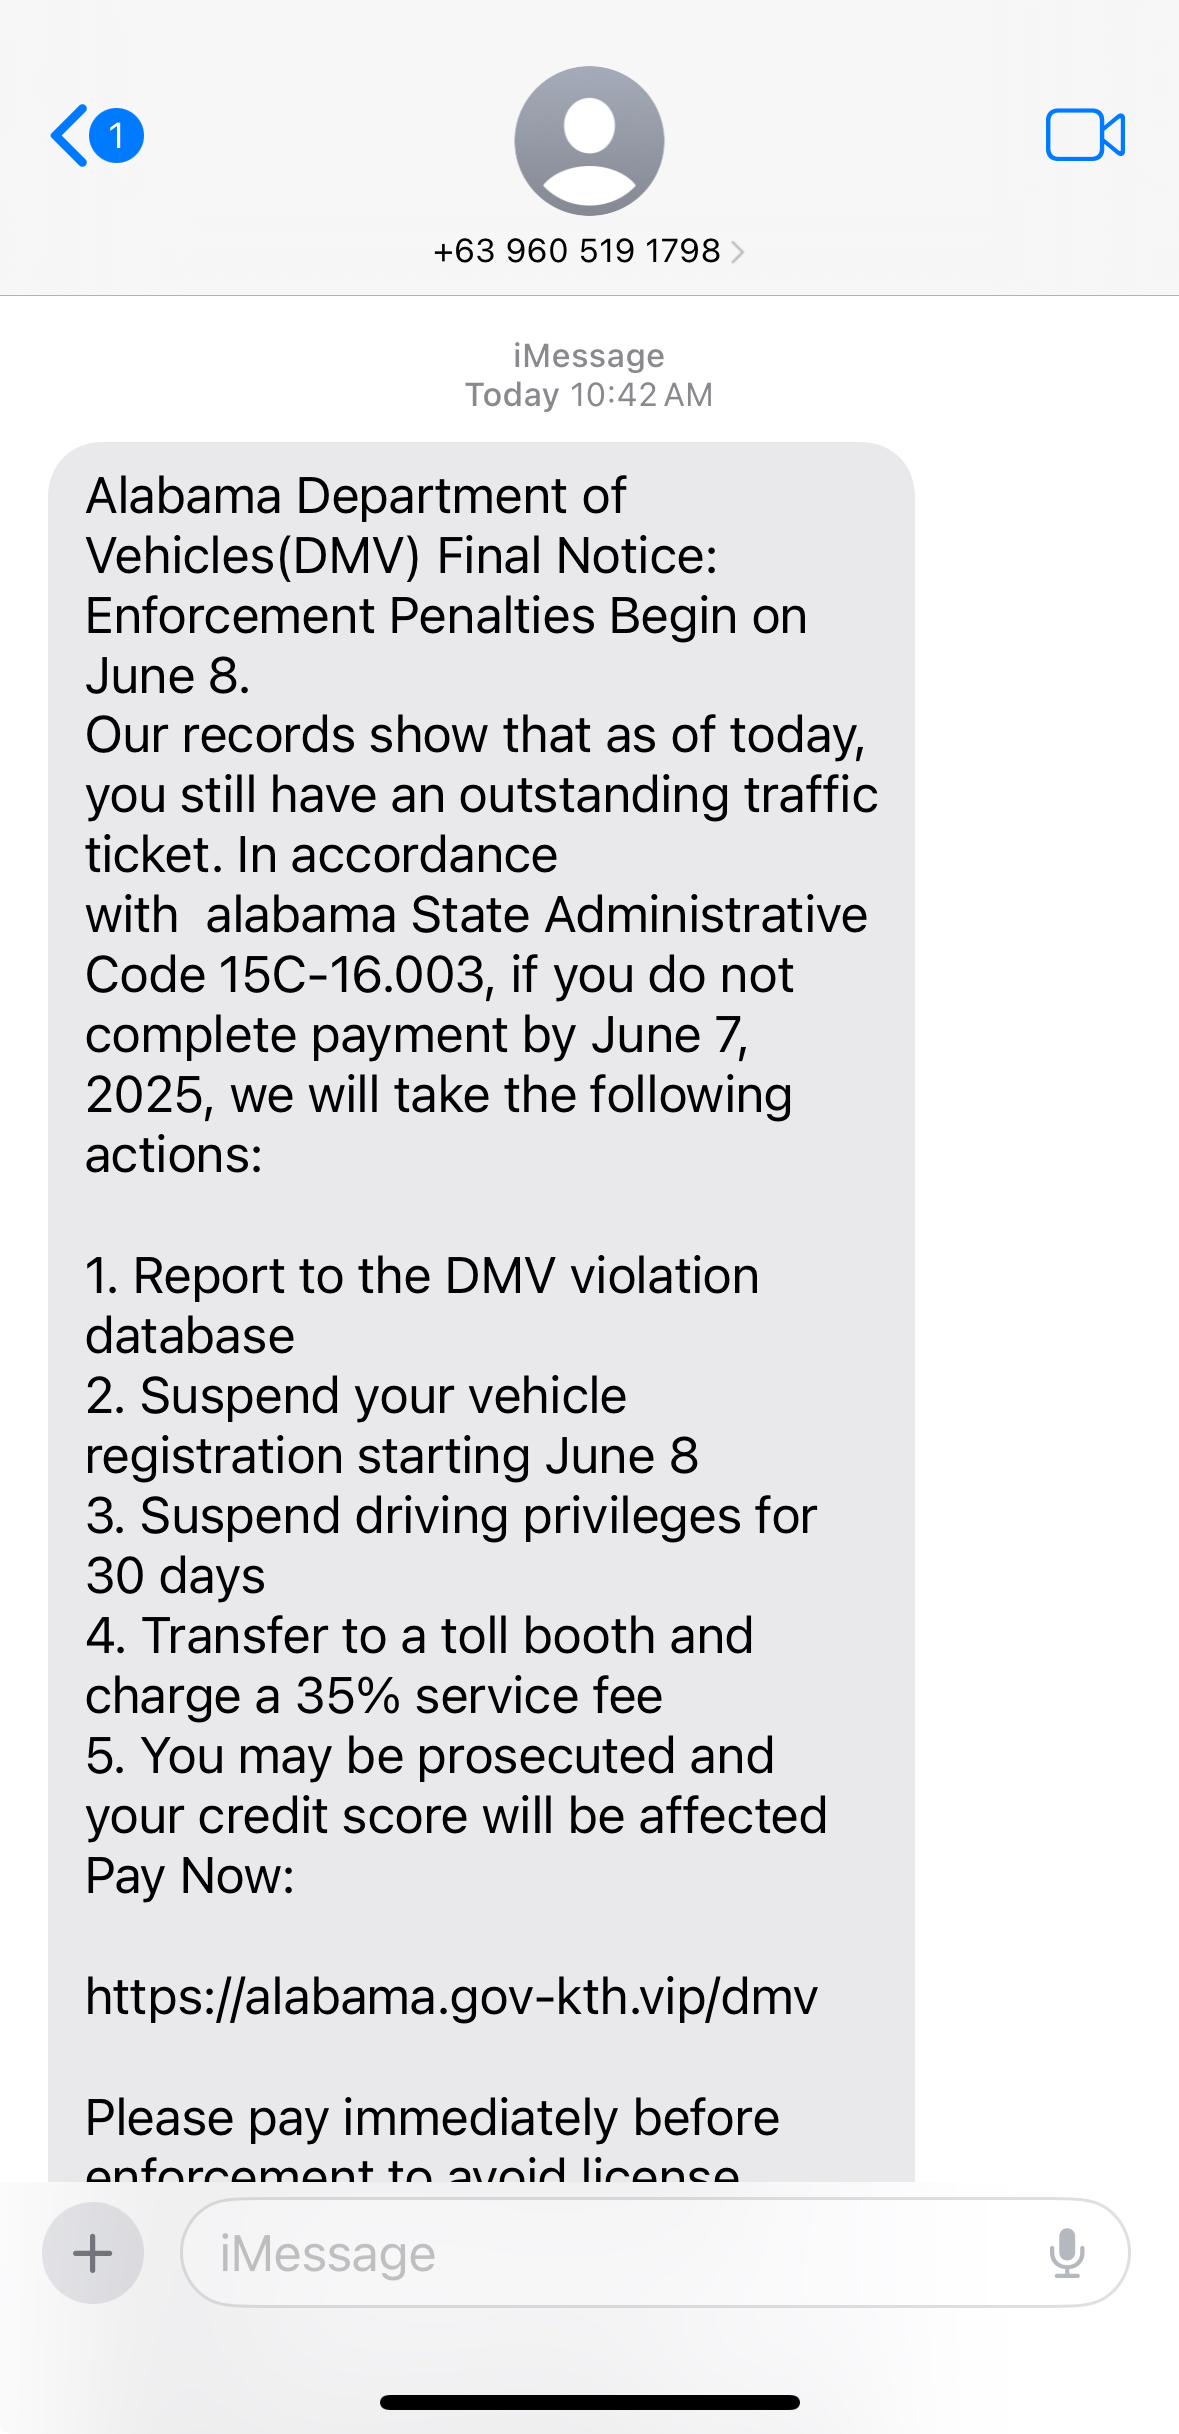 1
+63 960 519 1798
iMessage
Today 10:42 AM
Alabama Department of
Vehicles(DMV) Final Notice:
Enforcement Penalties Begin on
June 8.
Our records show that as of today,
you still have an outstanding traffic
ticket. In accordance
with  alabama State Administrative
Code 15C-16.003, if you do not
complete payment by June 7,
2025, we will take the following
actions:
1. Report to the DMV violation
database
2. Suspend your vehicle
registration starting June 8
3. Suspend driving privileges for
30 days
4. Transfer to a toll booth and
charge a 35% service fee
5. You may be prosecuted and
your credit score will be affected
Pay Now:
https://alabama.gov-kth.vip/dmv
Please pay immediately before
enforcement to avoid license
iMessage